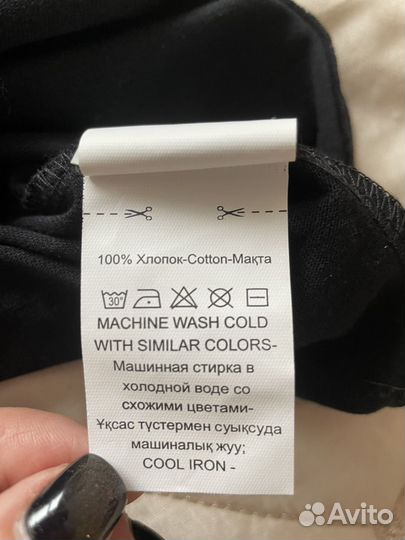 100% Хлопок-Cotton-Мақта
30°
MACHINE WASH COLD
WITH SIMILAR COLORS-
Машинная стирка в
холодной воде со
схожими цветами-
Ұқсас түстермен суықсуда
машиналық жуу;
COOL IRON -
Avito